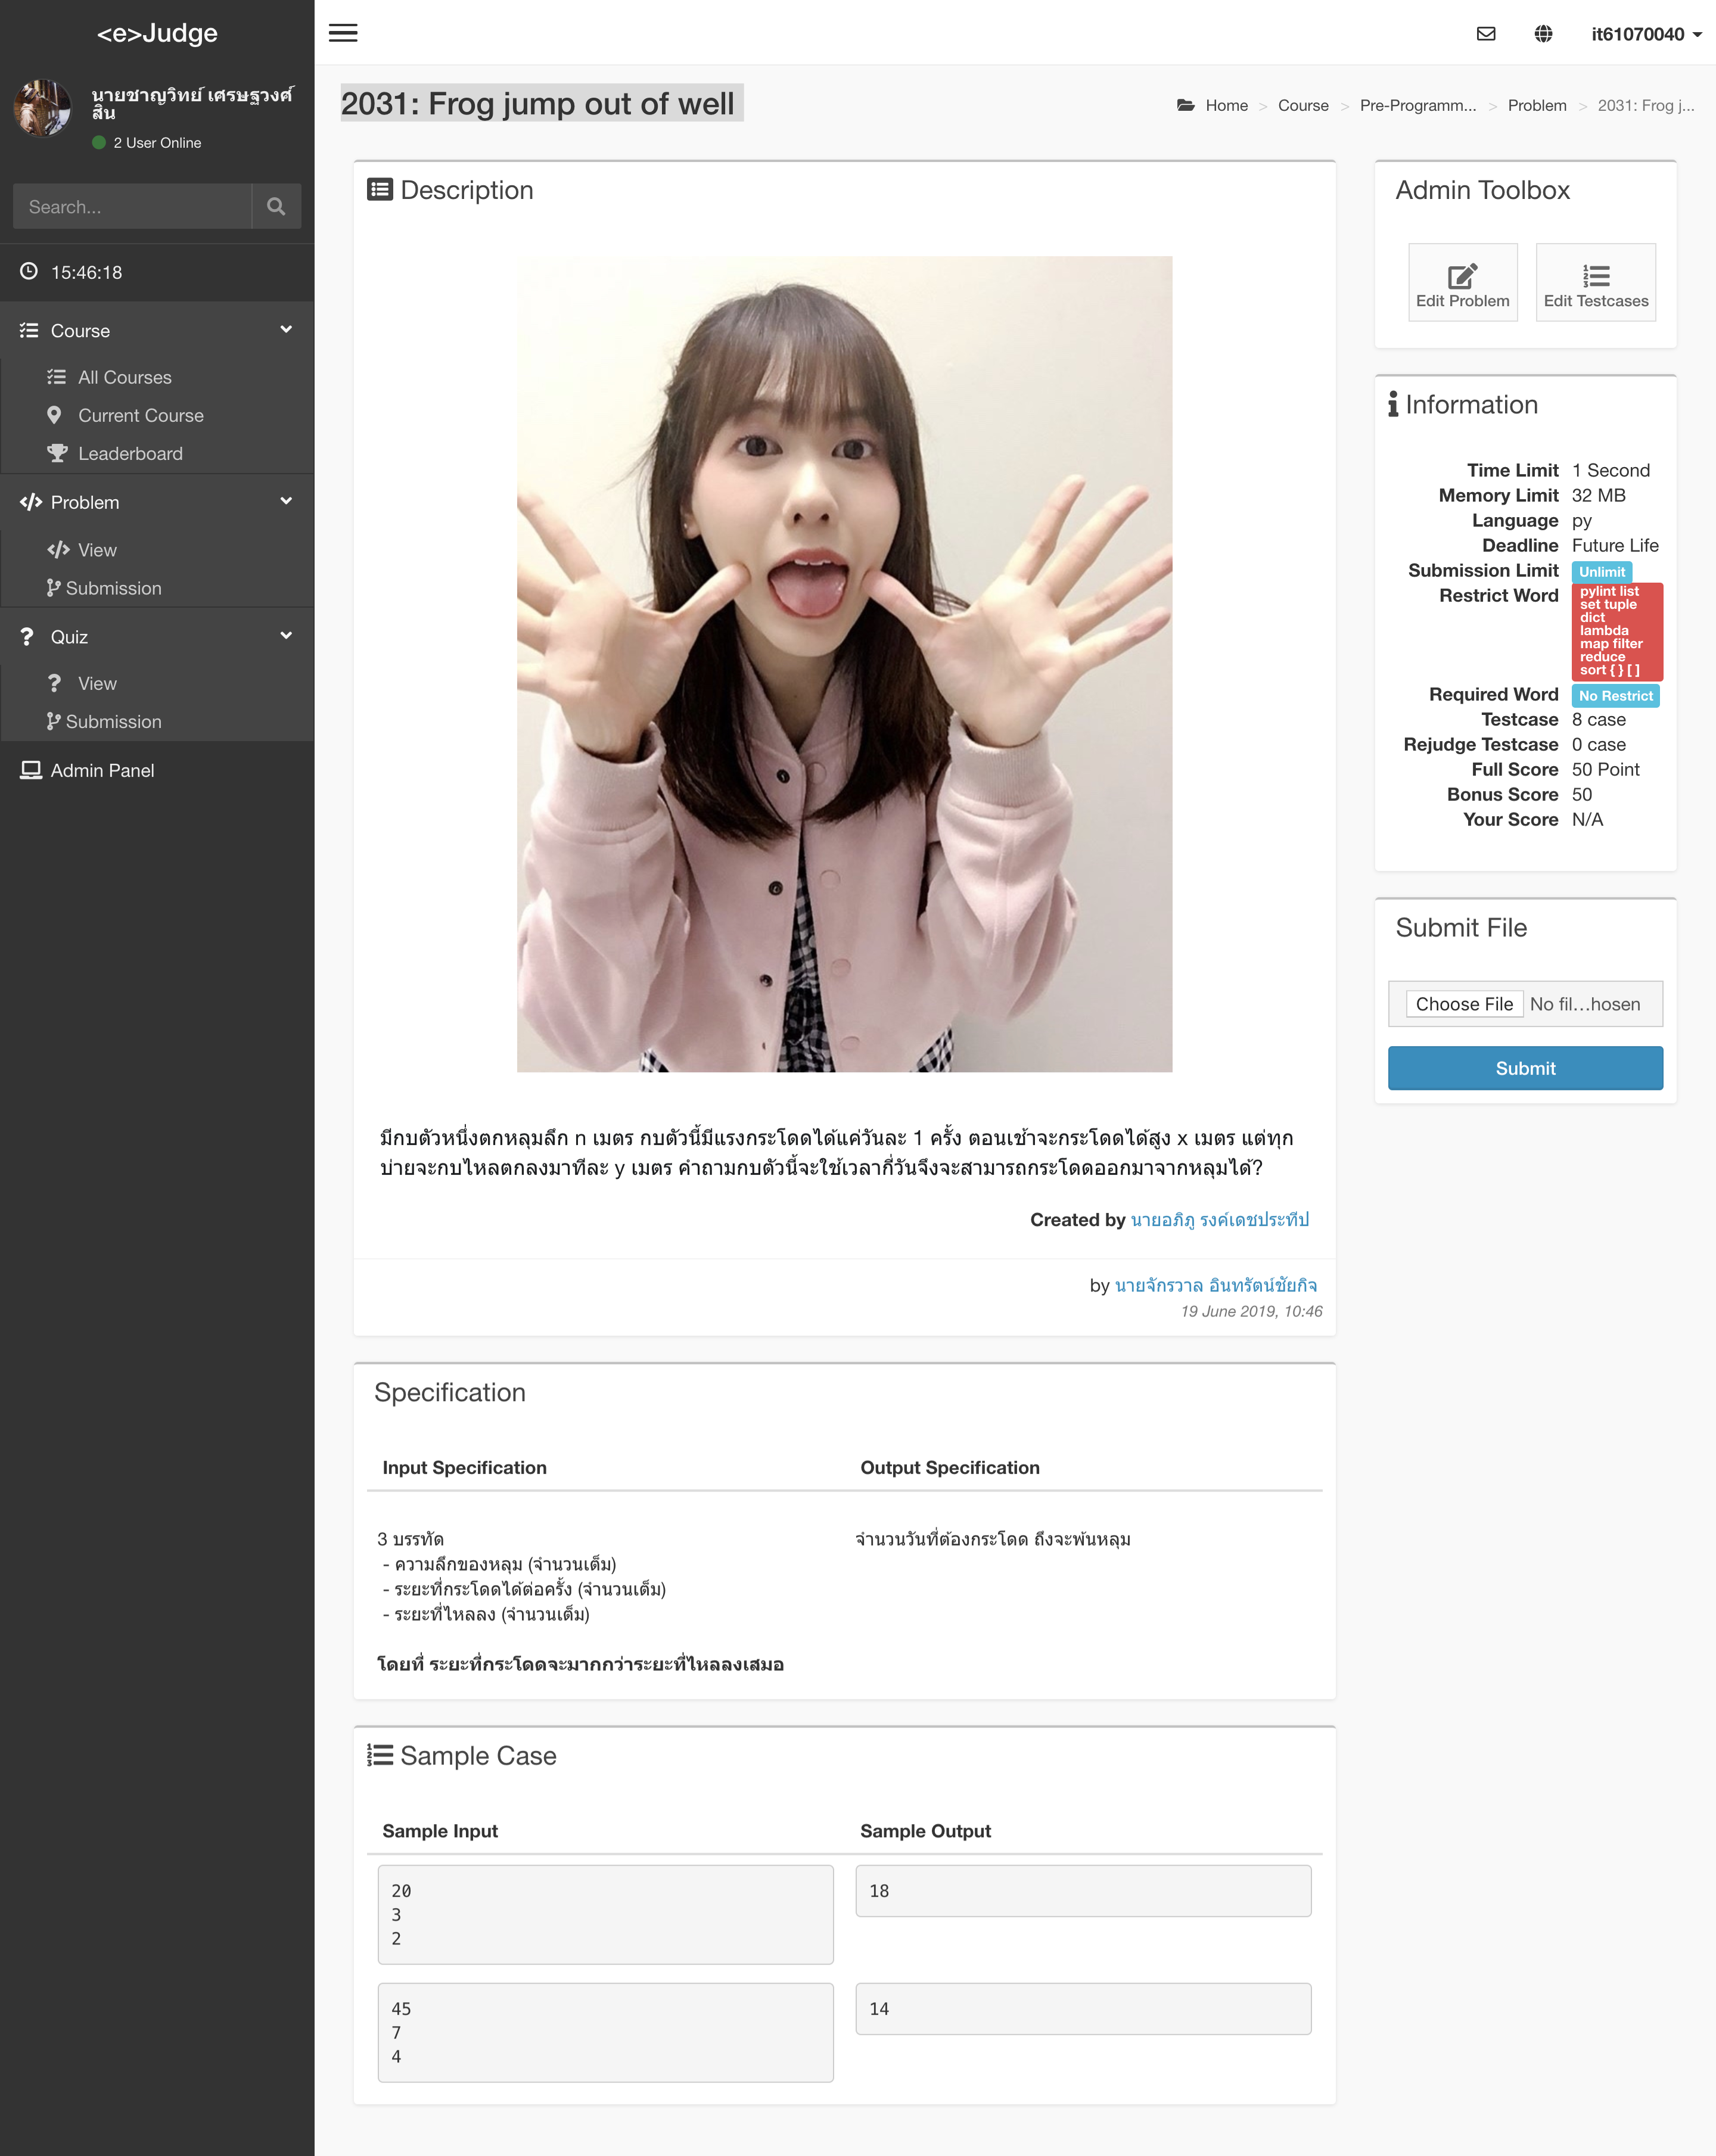 <e>Judge
it61070040
นายชาญวิทย์ เศรษฐวงศ์
สิน
2 User Online
Search...
15:46:18
Course
All Courses
Current Course
Leaderboard
Problem
View
Submission
Quiz
View
Submission
Admin Panel
2031: Frog jump out of well
Home > Course > Pre-Programm... > Problem > 2031: Frog j...
Description
มีกบตัวหนึ่งตกหลุมลึก n เมตร กบตัวนี้มีแรงกระโดดได้แค่วันละ 1 ครั้ง ตอนเช้าจะกระโดดได้สูง x เมตร แต่ทุก
บ่ายจะกบไหลตกลงมาทีละ y เมตร คำถามกบตัวนี้จะใช้เวลากี่วันจึงจะสามารถกระโดดออกมาจากหลุมได้?
Created by นายอภิภู รงค์เดชประทีป
by นายจักรวาล อินทรัตน์ชัยกิจ
19 June 2019, 10:46
Specification
Input Specification
Output Specification
3 บรรทัด
- ความลึกของหลุม (จำนวนเต็ม)
- ระยะที่กระโดดได้ต่อครั้ง (จำนวนเต็ม)
- ระยะที่ไหลลง (จำนวนเต็ม)
โดยที่ ระยะที่กระโดดจะมากกว่าระยะที่ไหลลงเสมอ
จำนวนวันที่ต้องกระโดด ถึงจะพ้นหลุม
Sample Case
Sample Input
Sample Output
20
3
2
18
45
7
4
14
Admin Toolbox
Edit Problem
Edit Testcases
Information
Time Limit 1 Second
Memory Limit 32 MB
Language py
Deadline Future Life
Submission Limit Unlimit
Restrict Word pylint list
set tuple
dict
lambda
map filter
reduce
sort { } [ ]
Required Word No Restrict
Testcase 8 case
Rejudge Testcase 0 case
Full Score 50 Point
Bonus Score 50
Your Score N/A
Submit File
Choose File No fil...hosen
Submit